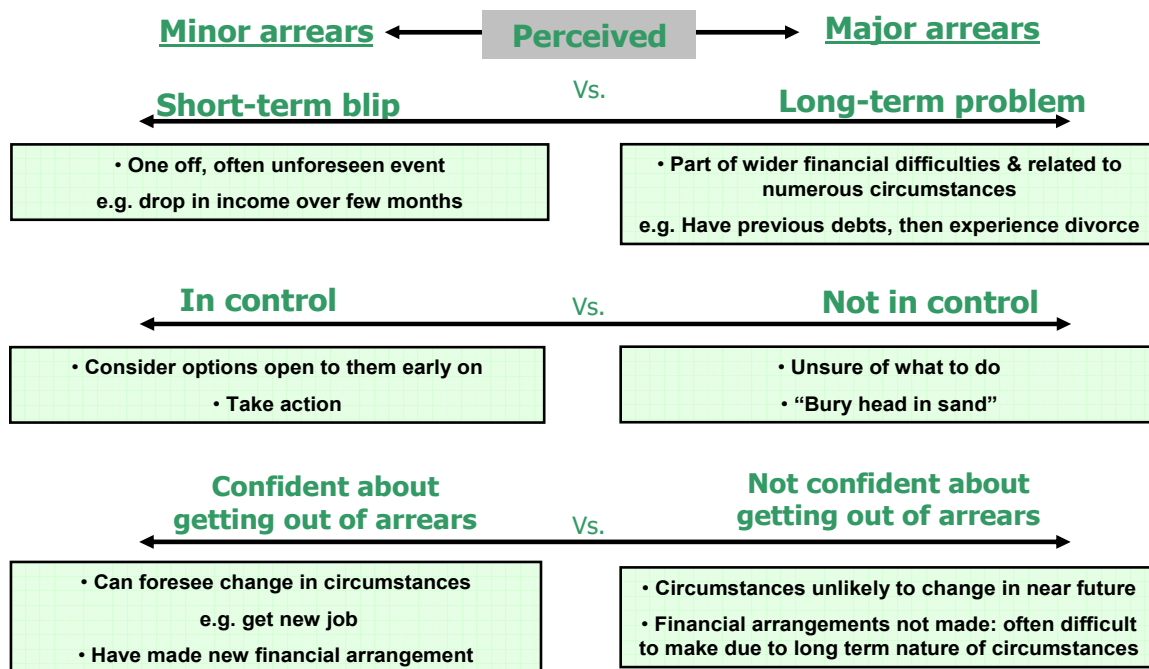 Minor arrears
Perceived
Major arrears
Short-term blip
Vs.
Long-term problem
• One off, often unforeseen event
e.g. drop in income over few months
• Part of wider financial difficulties & related to
numerous circumstances
e.g. Have previous debts, then experience divorce
In control
Vs.
Not in control
• Consider options open to them early on
• Take action
• Unsure of what to do
• “Bury head in sand”
Confident about
getting out of arrears
Vs.
Not confident about
getting out of arrears
• Can foresee change in circumstances
e.g. get new job
• Have made new financial arrangement
• Circumstances unlikely to change in near future
• Financial arrangements not made: often difficult
to make due to long term nature of circumstances